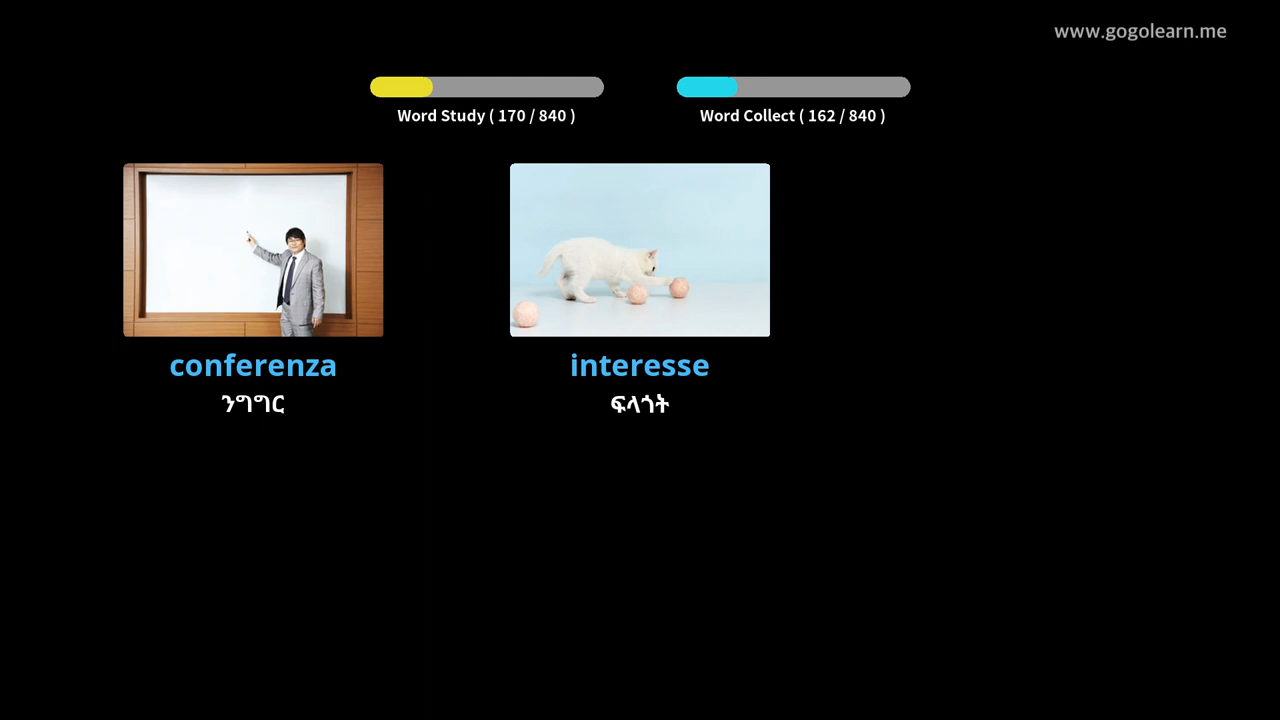 www.gogolearn.me
Word Study ( 170 / 840 )
Word Collect ( 162 / 840 )
conferenza
ንግግር
interesse
ፍላጎት